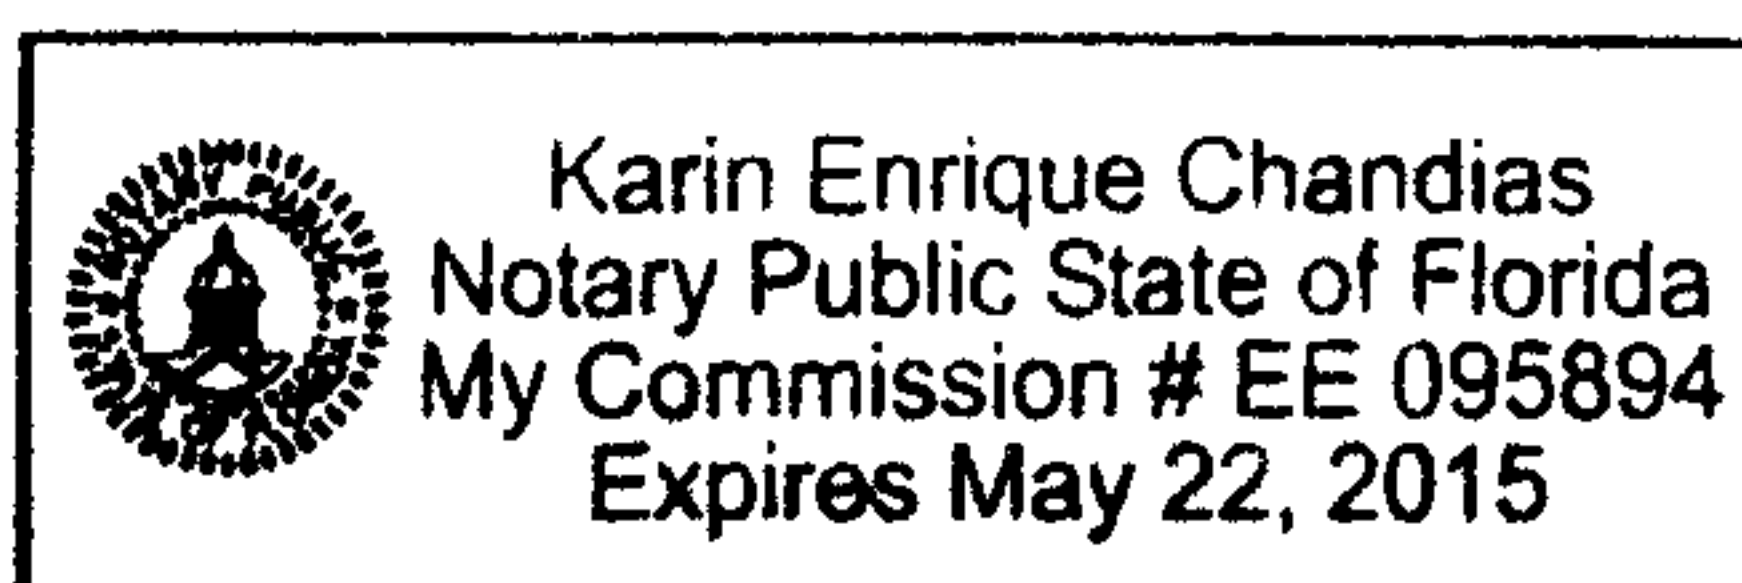 Karin Enrique Chandias
Notary Public State of Florida
My Commission # EE 095894
Expires May 22, 2015